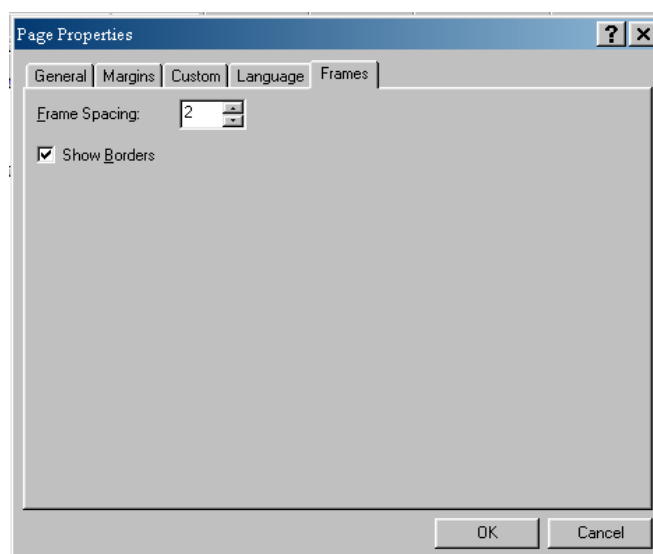 Page Properties
General Margins Custom Language Frames
Frame Spacing: 2
Show Borders
OK Cancel